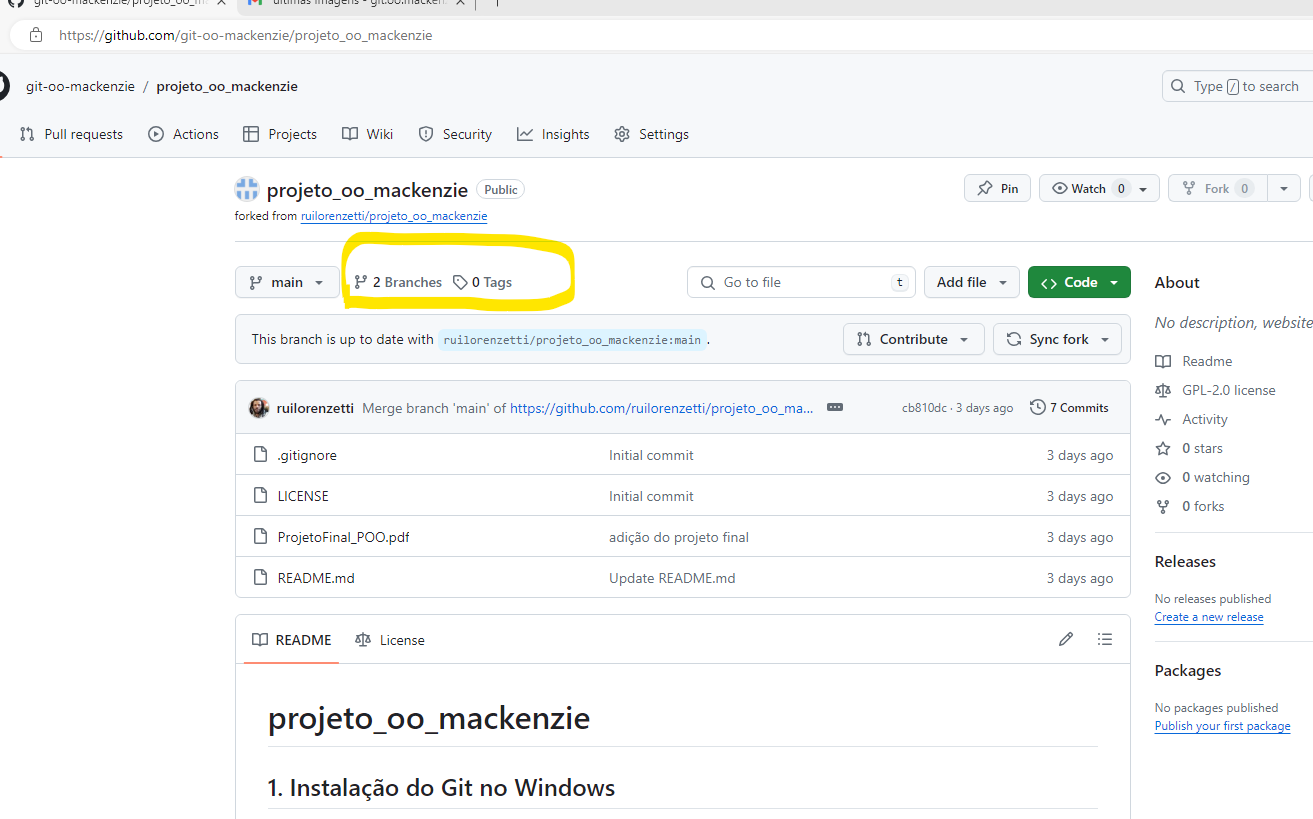 git-oo-mackenzie/projeto_oo_m
últimas imagens - git.oo.macken
https://github.com/git-oo-mackenzie/projeto_oo_mackenzie
git-oo-mackenzie / projeto_oo_mackenzie
Type / to search
Pull requests Actions Projects Wiki Security Insights Settings
projeto_oo_mackenzie Public
Pin Watch 0 Fork 0
forked from ruilorenzetti/projeto_oo_mackenzie
main 2 Branches 0 Tags Go to file t Add file Code
This branch is up to date with ruilorenzetti/projeto_oo_mackenzie:main .
Contribute Sync fork
ruilorenzetti Merge branch 'main' of https://github.com/ruilorenzetti/projeto_oo_ma... cb810dc · 3 days ago 7 Commits
.gitignore Initial commit 3 days ago
LICENSE Initial commit 3 days ago
ProjetoFinal_POO.pdf adição do projeto final 3 days ago
README.md Update README.md 3 days ago
README License
projeto_oo_mackenzie
1. Instalação do Git no Windows
About
No description, website
Readme
GPL-2.0 license
Activity
0 stars
0 watching
0 forks
Releases
No releases published
Create a new release
Packages
No packages published
Publish your first package